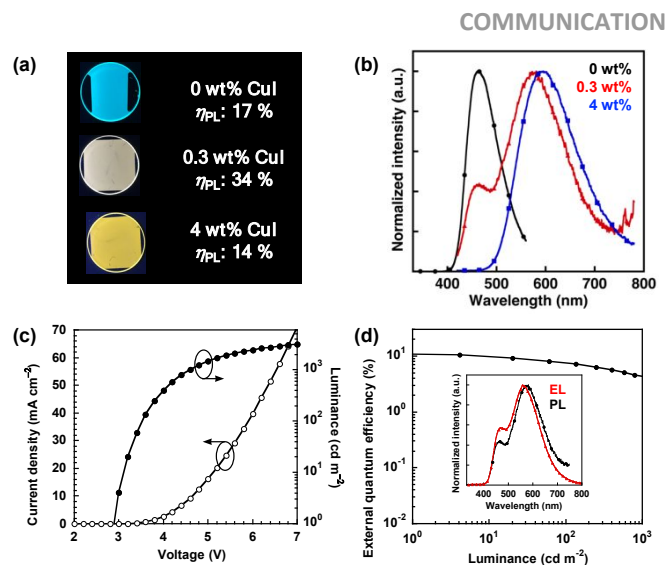 COMMUNICATION
(a)
0 wt% CuI
ηPL: 17 %
0.3 wt% CuI
ηPL: 34 %
4 wt% CuI
ηPL: 14 %
(b)
0 wt%
0.3 wt%
4 wt%
Normalized intensity (a.u.)
400 500 600 700 800
Wavelength (nm)
(c)
Current density (mA cm⁻²)
70
60
50
40
30
20
10
0
2 3 4 5 6 7
Voltage (V)
10³
10²
10¹
10⁰
Luminance (cd m⁻²)
(d)
External quantum efficiency (%)
10²
10¹
10⁰
10⁻¹
10⁻²
Normalized intensity (a.u.)
EL
PL
400 500 600 700 800
Wavelength (nm)
10⁰ 10¹ 10² 10³
Luminance (cd m⁻²)